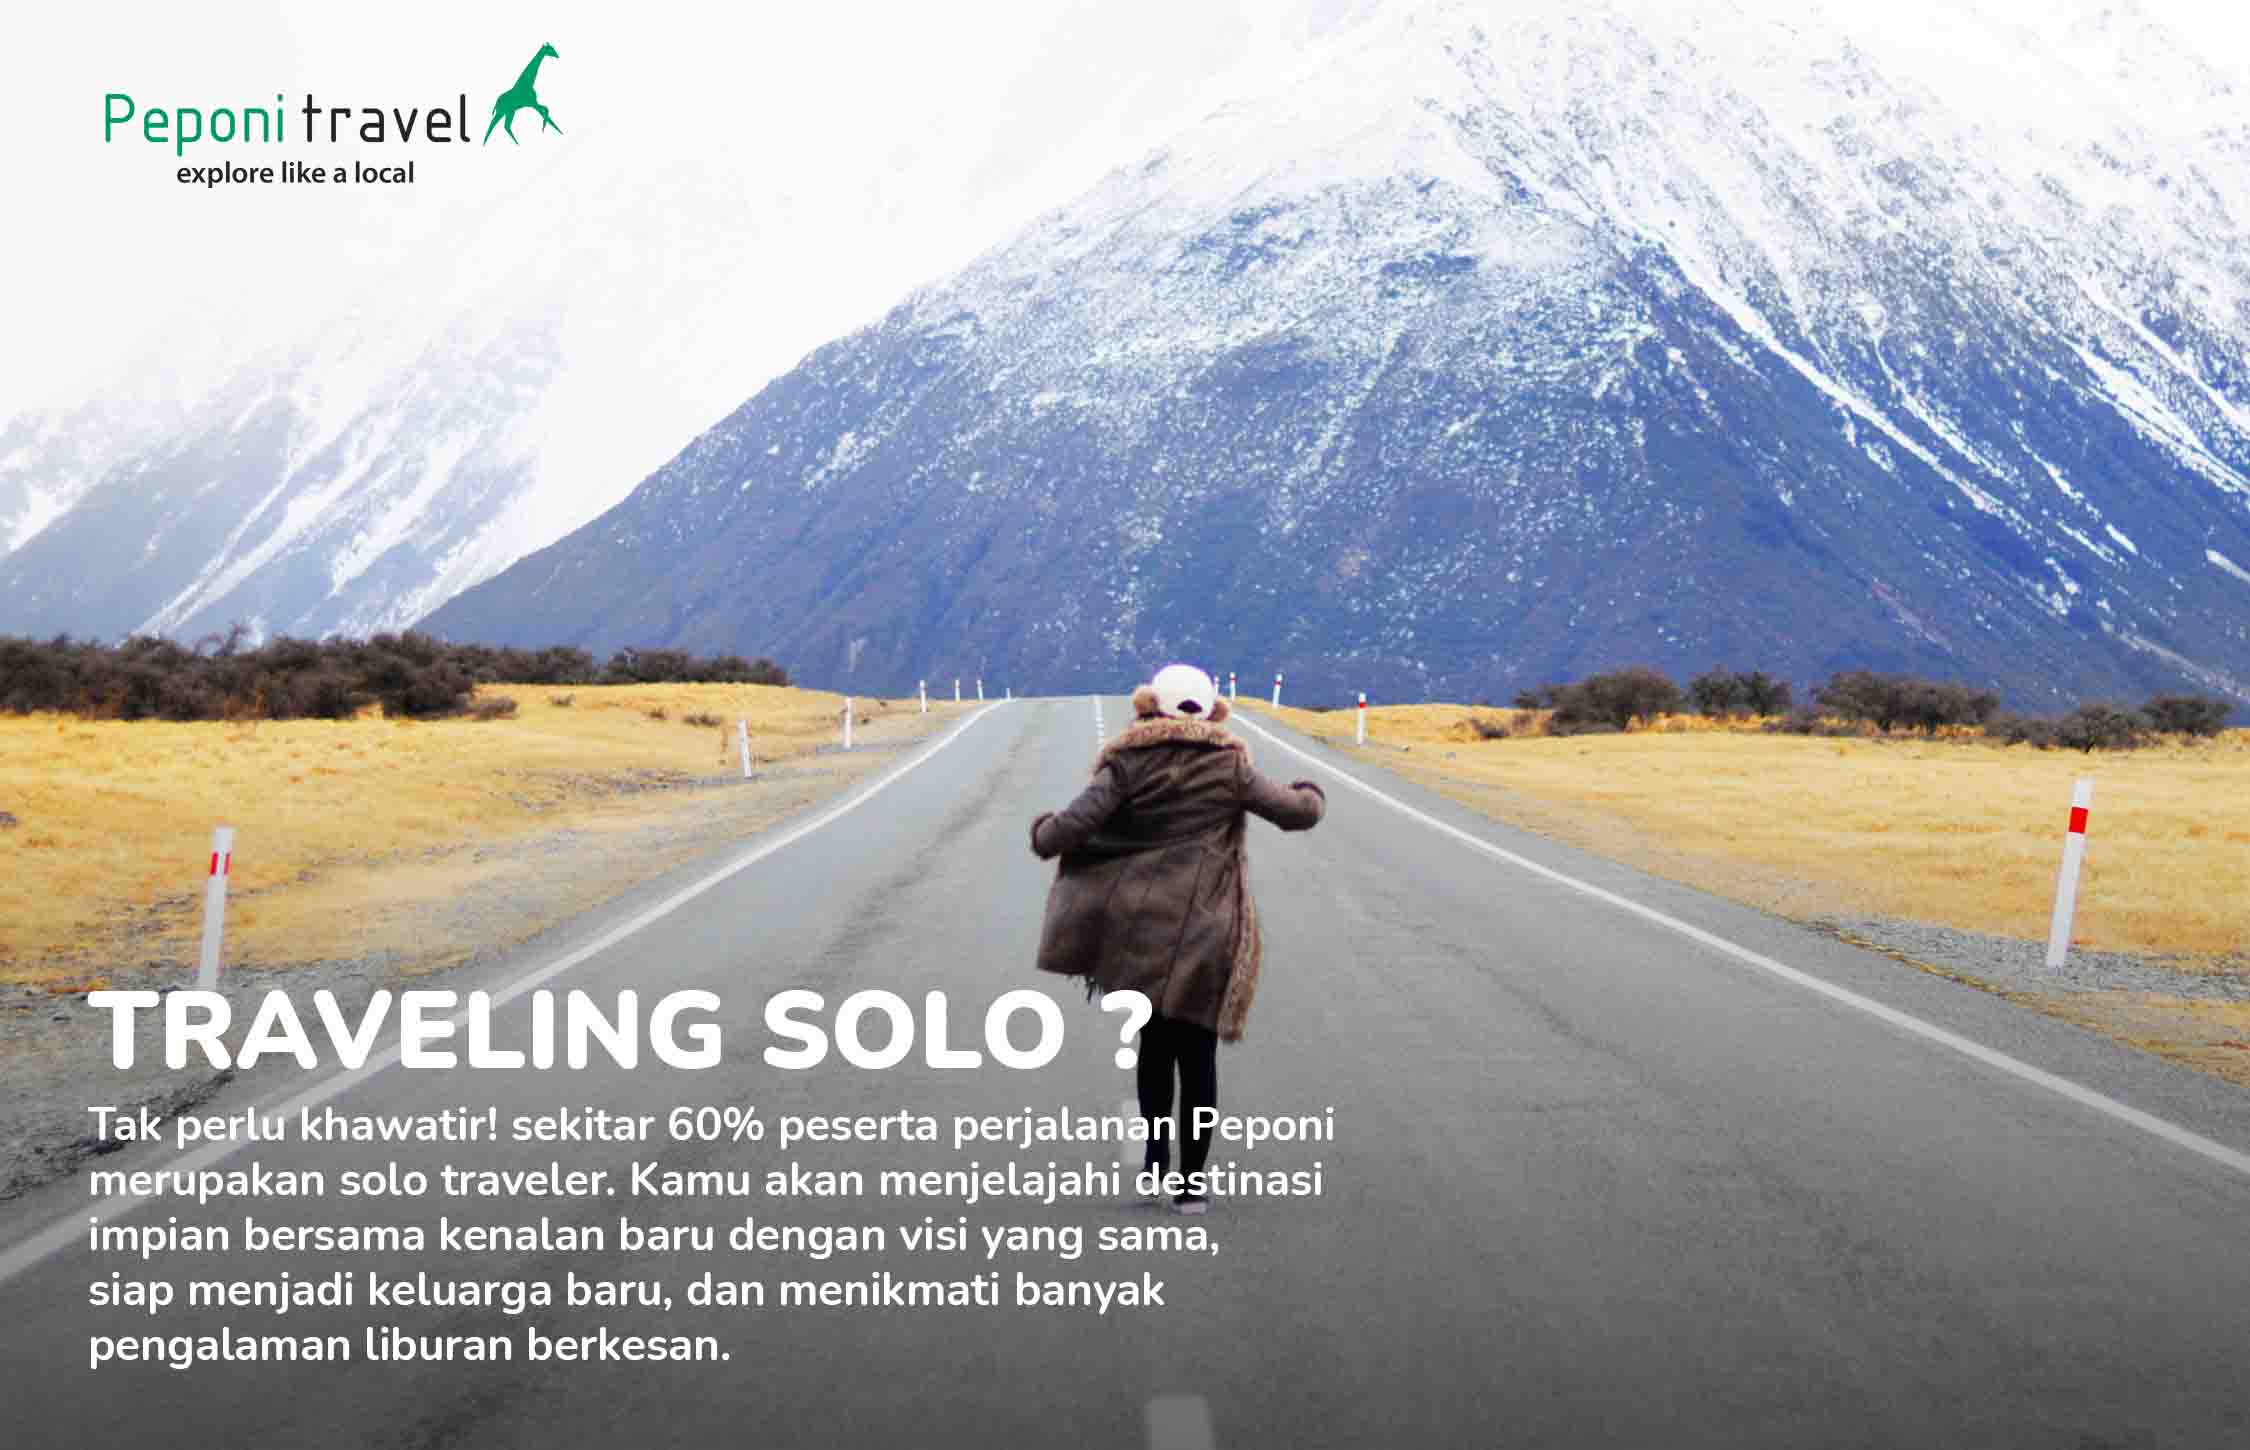 Peponi travel
explore like a local
TRAVELING SOLO ?
Tak perlu khawatir! sekitar 60% peserta perjalanan Peponi
merupakan solo traveler. Kamu akan menjelajahi destinasi
impian bersama kenalan baru dengan visi yang sama,
siap menjadi keluarga baru, dan menikmati banyak
pengalaman liburan berkesan.